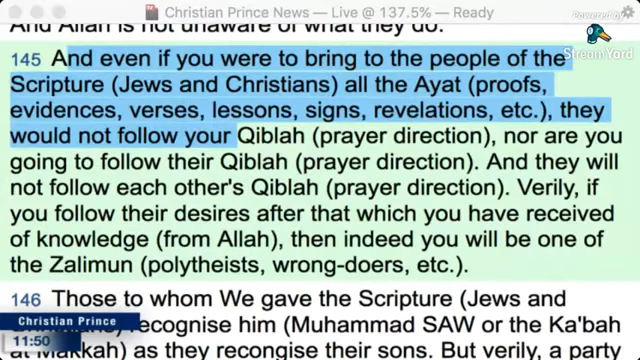 Christian Prince News — Live @ 137.5% — Ready
And Allah is not unaware of what they do.
Powered by
StreamYard
145 And even if you were to bring to the people of the
Scripture (Jews and Christians) all the Ayat (proofs,
evidences, verses, lessons, signs, revelations, etc.), they
would not follow your Qiblah (prayer direction), nor are you
going to follow their Qiblah (prayer direction). And they will
not follow each other's Qiblah (prayer direction). Verily, if
you follow their desires after that which you have received
of knowledge (from Allah), then indeed you will be one of
the Zalimun (polytheists, wrong-doers, etc.).
146 Those to whom We gave the Scripture (Jews and
recognise him (Muhammad SAW or the Ka'bah
at Makkah) as they recongise their sons. But verily, a party
Christian Prince
11:50